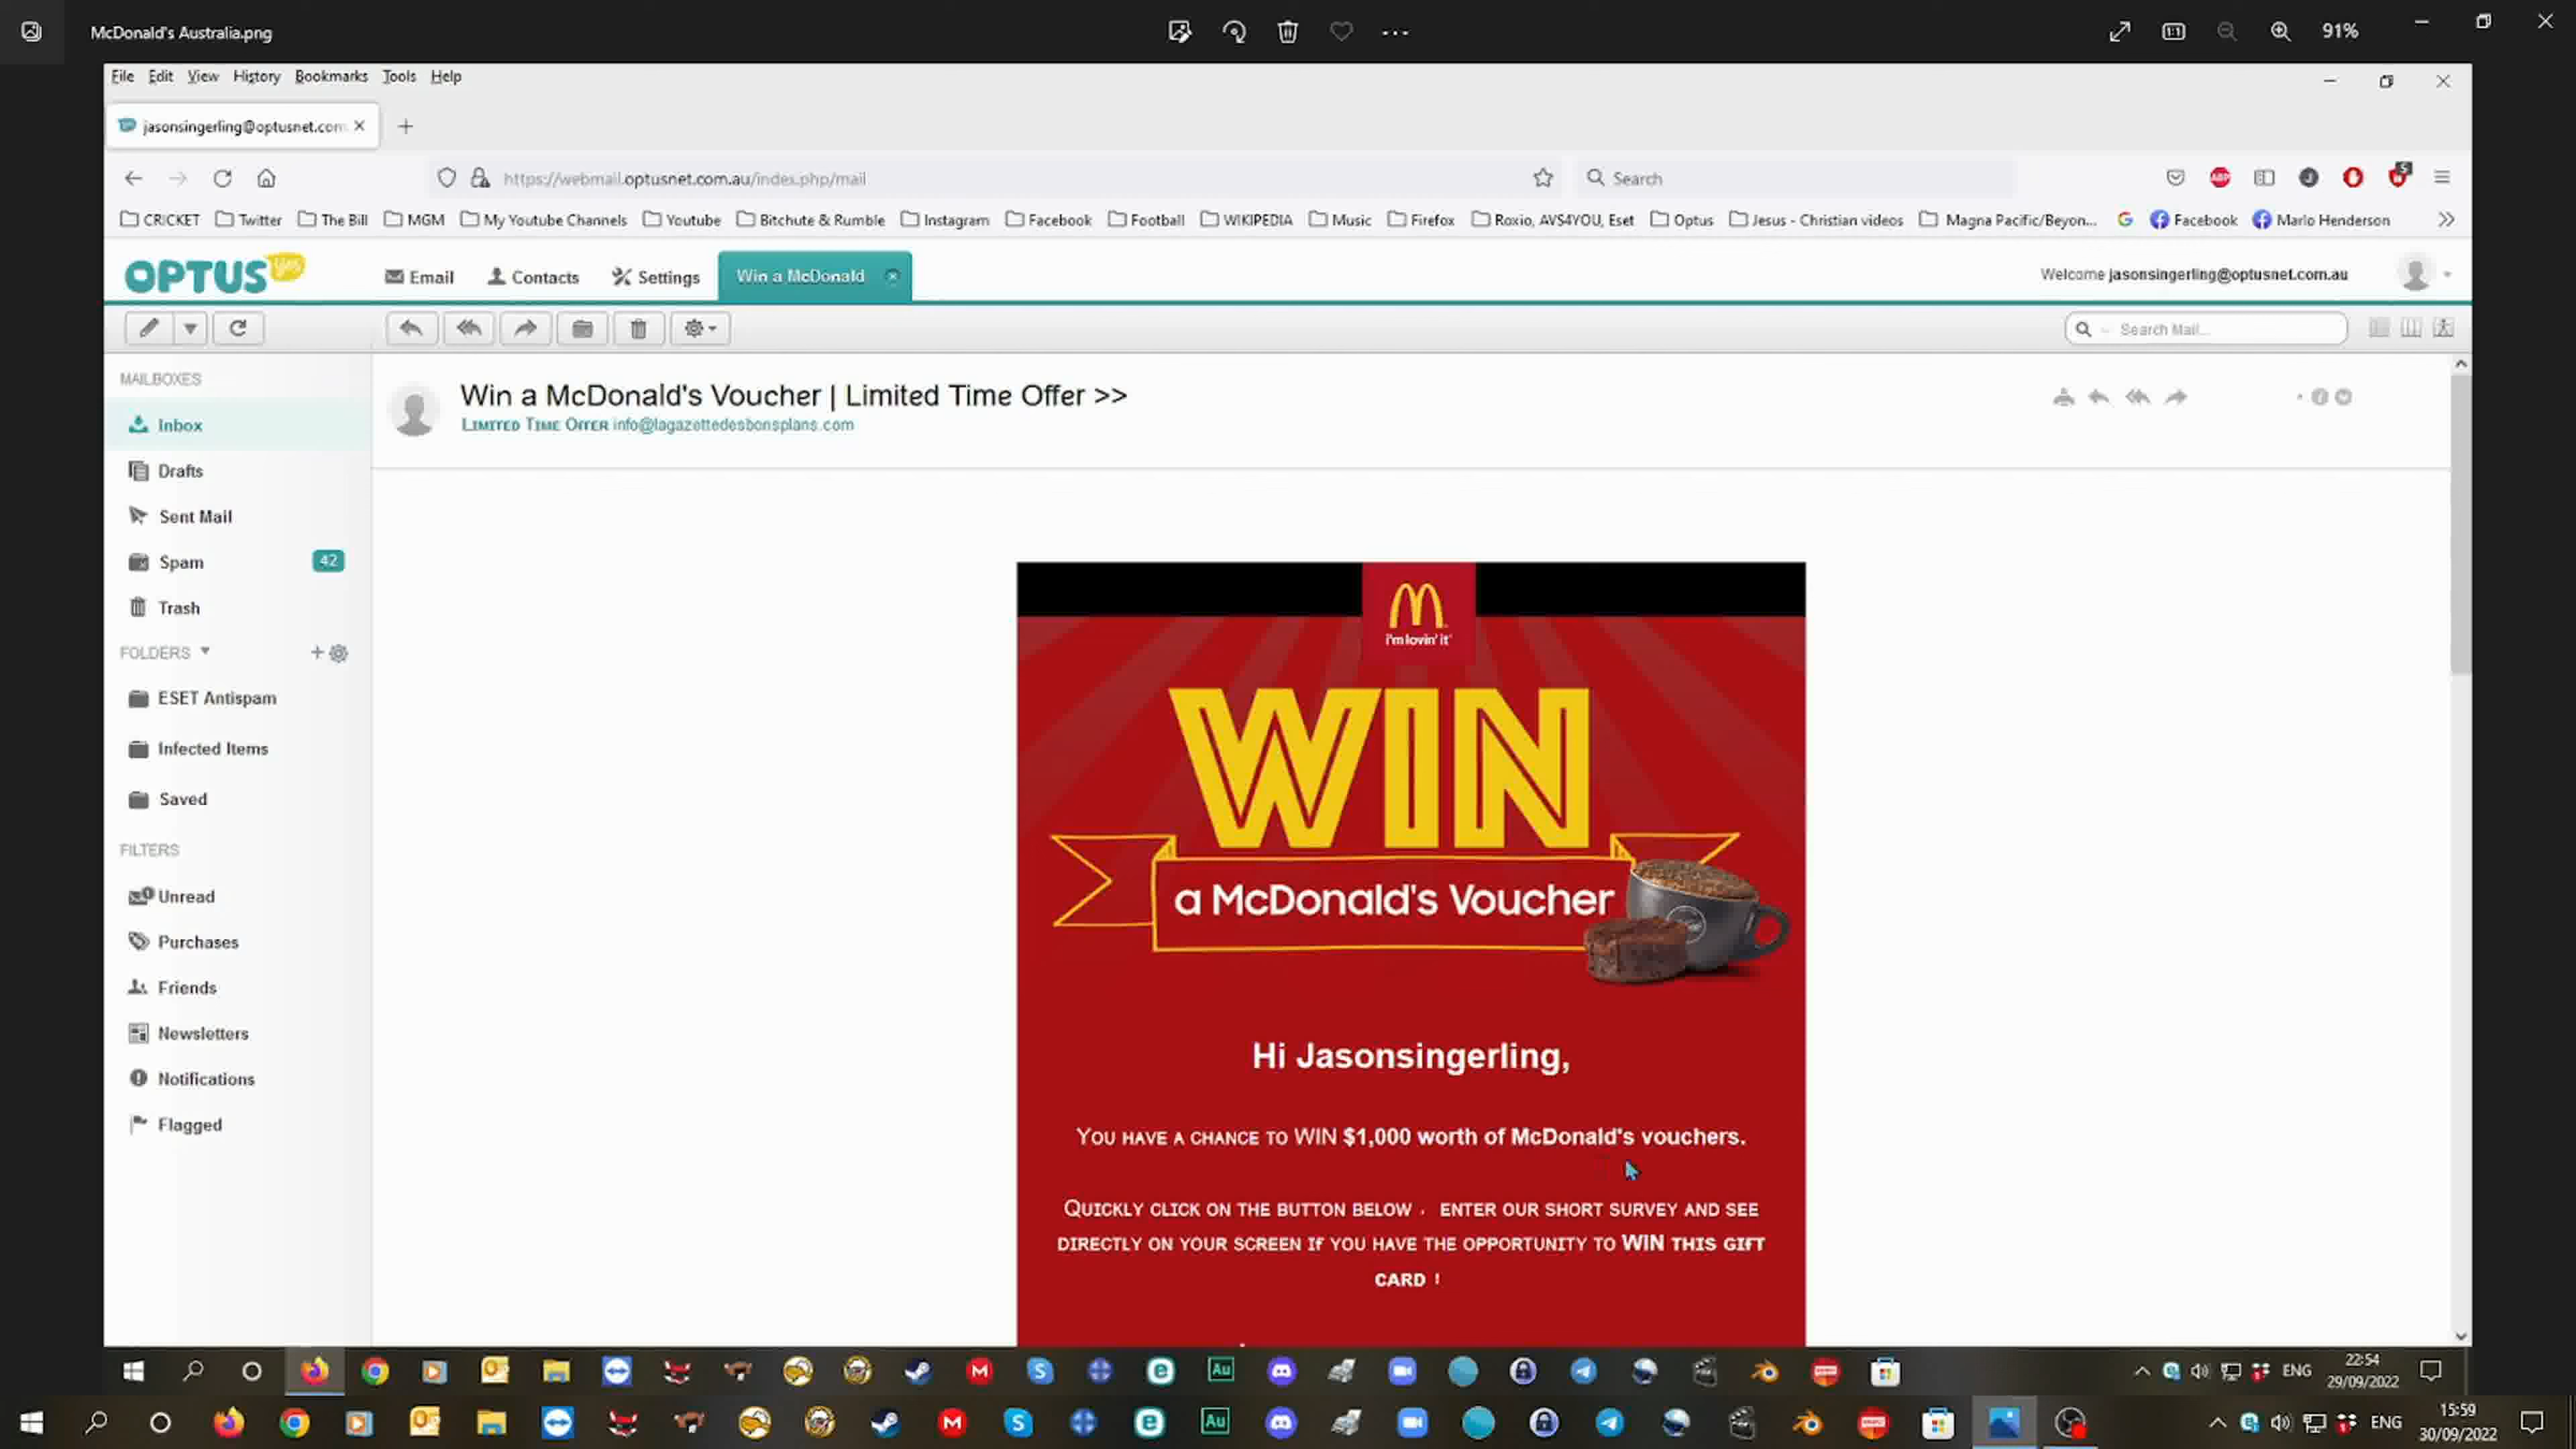 McDonald's Australia.png
91%
File Edit View History Bookmarks Tools Help
jasonsingerling@optusnet.com
https://webmail.optusnet.com.au/index.php/mail
Search
CRICKET Twitter The Bill MGM My Youtube Channels Youtube Bitchute & Rumble Instagram Facebook Football WIKIPEDIA Music Firefox Roxio, AVS4YOU, Eset Optus Jesus - Christian videos Magna Pacific/Beyon... Facebook Mario Henderson
OPTUS yes
Email Contacts Settings Win a McDonald
Welcome jasonsingerling@optusnet.com.au
Search Mail...
MAILBOXES
Inbox
Drafts
Sent Mail
Spam 42
Trash
FOLDERS
ESET Antispam
Infected Items
Saved
FILTERS
Unread
Purchases
Friends
Newsletters
Notifications
Flagged
Win a McDonald's Voucher | Limited Time Offer >>
LIMITED TIME OFFER info@lagazettedesbonsplans.com
i'm lovin' it
WIN
a McDonald's Voucher
Hi Jasonsingerling,
YOU HAVE A CHANCE TO WIN $1,000 worth of McDonald's vouchers.
QUICKLY CLICK ON THE BUTTON BELOW , ENTER OUR SHORT SURVEY AND SEE
DIRECTLY ON YOUR SCREEN IF YOU HAVE THE OPPORTUNITY TO WIN THIS GIFT
CARD !
ENG
22:54
29/09/2022
ENG
15:59
30/09/2022